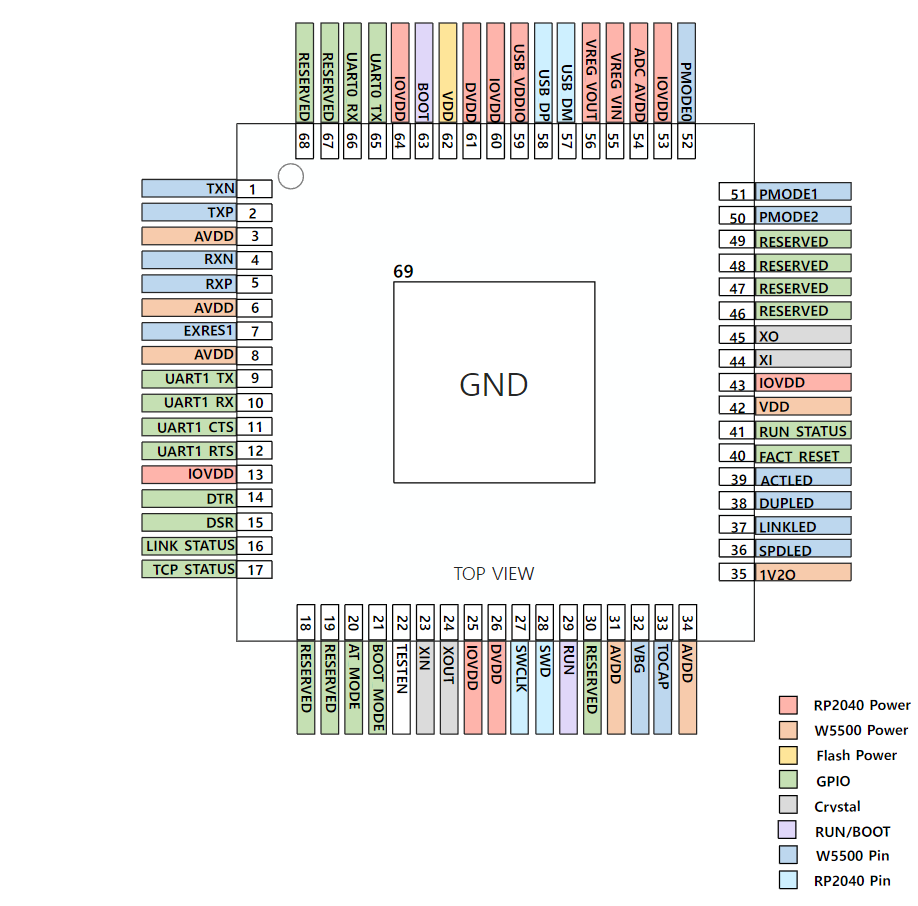 RESERVED
RESERVED
UART0 RX
UART0 TX
IOVDD
BOOT
VDD
DVDD
IOVDD
USB VDDIO
USB DP
USB DM
VREG VOUT
VREG VIN
ADC AVDD
IOVDD
PMODE0
68
67
66
65
64
63
62
61
60
59
58
57
56
55
54
53
52
TXN 1
TXP 2
AVDD 3
RXN 4
RXP 5
AVDD 6
EXRES1 7
AVDD 8
UART1 TX 9
UART1 RX 10
UART1 CTS 11
UART1 RTS 12
IOVDD 13
DTR 14
DSR 15
LINK STATUS 16
TCP STATUS 17
69
GND
TOP VIEW
51 PMODE1
50 PMODE2
49 RESERVED
48 RESERVED
47 RESERVED
46 RESERVED
45 XO
44 XI
43 IOVDD
42 VDD
41 RUN STATUS
40 FACT RESET
39 ACTLED
38 DUPLED
37 LINKLED
36 SPDLED
35 1V2O
18
19
20
21
22
23
24
25
26
27
28
29
30
31
32
33
34
RESERVED
RESERVED
AT MODE
BOOT MODE
TESTEN
XIN
XOUT
IOVDD
DVDD
SWCLK
SWD
RUN
RESERVED
AVDD
VBG
TOCAP
AVDD
RP2040 Power
W5500 Power
Flash Power
GPIO
Crystal
RUN/BOOT
W5500 Pin
RP2040 Pin